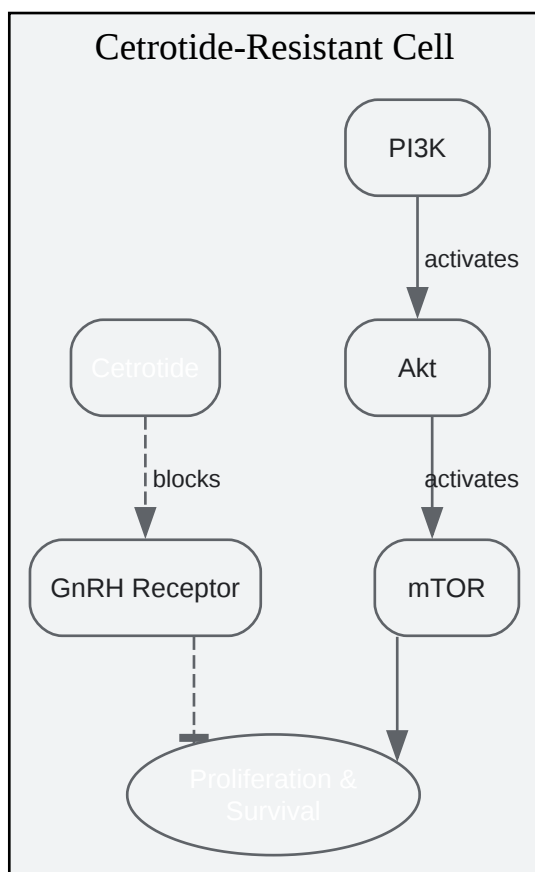 Cetrotide-Resistant Cell
PI3K
activates
Cetrotide
Akt
blocks
activates
GnRH Receptor
mTOR
Proliferation &
Survival